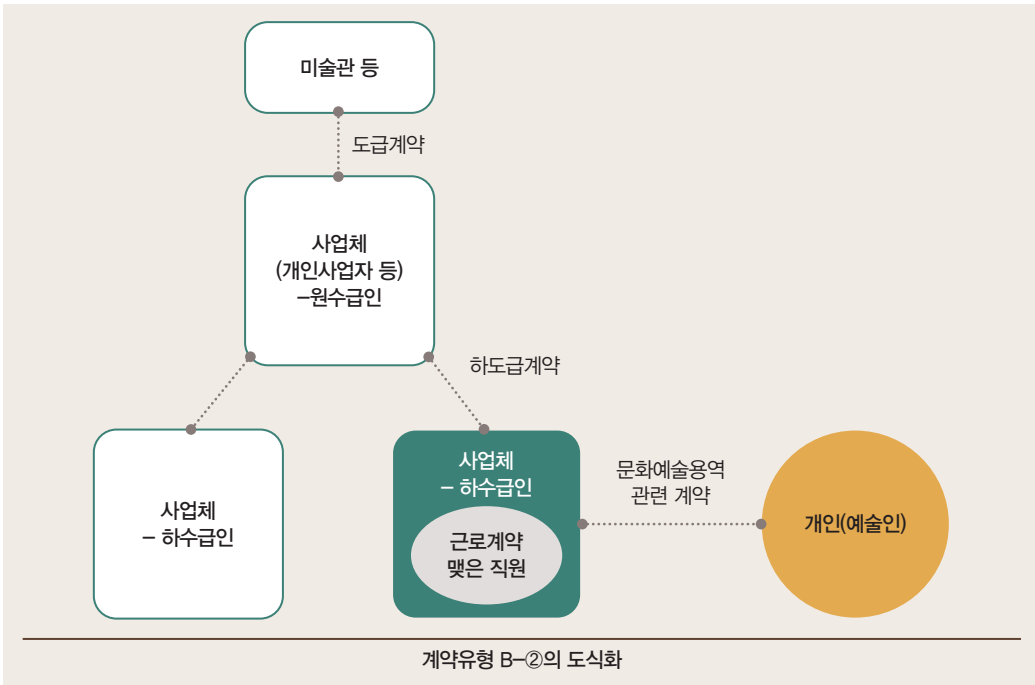 미술관 등
도급계약
사업체
(개인사업자 등)
-원수급인
하도급계약
사업체
- 하수급인
사업체
- 하수급인
근로계약
맺은 직원
문화예술용역
관련 계약
개인(예술인)
계약유형 B-②의 도식화